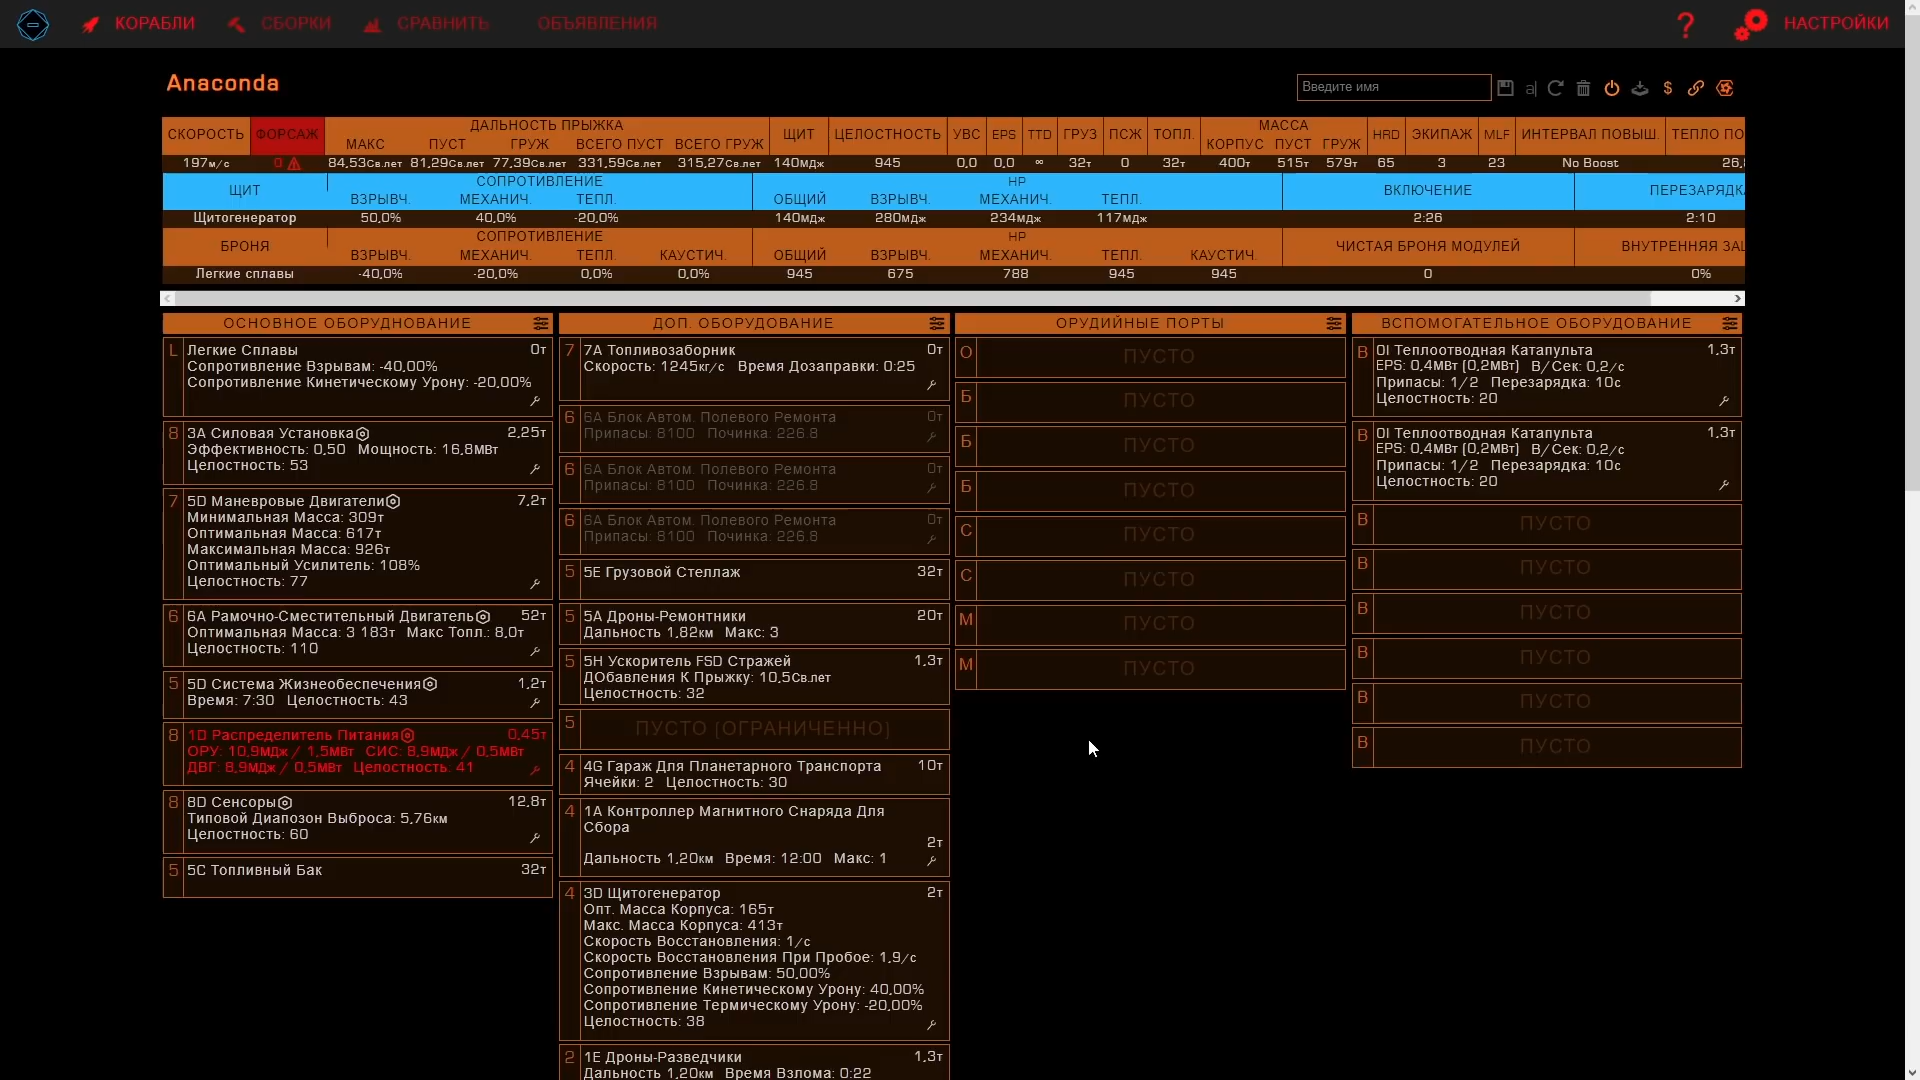 КОРАБЛИ СБОРКИ СРАВНИТЬ ОБЪЯВЛЕНИЯ ? НАСТРОЙКИ
Anaconda
Введите имя
a| $
СКОРОСТЬ ФОРСАЖ ДАЛЬНОСТЬ ПРЫЖКА ЩИТ ЦЕЛОСТНОСТЬ УВС EPS TTD ГРУЗ ПСЖ ТОПЛ. МАССА HRD ЭКИПАЖ MLF ИНТЕРВАЛ ПОВЫШ. ТЕПЛО ПО
МАКС ПУСТ ГРУЖ ВСЕГО ПУСТ ВСЕГО ГРУЖ КОРПУС ПУСТ ГРУЖ
197м/с 0 84,53Св.лет 81,29Св.лет 77,39Св.лет 331,59Св.лет 315,27Св.лет 140мдж 945 0,0 0,0 ∞ 32т 0 32т 400т 515т 579т 65 3 23 No Boost 26,
ЩИТ СОПРОТИВЛЕНИЕ HP ВКЛЮЧЕНИЕ ПЕРЕЗАРЯДК
ВЗРЫВЧ. МЕХАНИЧ. ТЕПЛ. ОБЩИЙ ВЗРЫВЧ. МЕХАНИЧ. ТЕПЛ.
Щитогенератор 50,0% 40,0% -20,0% 140мдж 280мдж 234мдж 117мдж 2:26 2:10
БРОНЯ СОПРОТИВЛЕНИЕ HP ЧИСТАЯ БРОНЯ МОДУЛЕЙ ВНУТРЕННЯЯ ЗАЩ
ВЗРЫВЧ. МЕХАНИЧ. ТЕПЛ. КАУСТИЧ. ОБЩИЙ ВЗРЫВЧ. МЕХАНИЧ. ТЕПЛ. КАУСТИЧ.
Легкие сплавы -40,0% -20,0% 0,0% 0,0% 945 675 788 945 945 0 0%
ОСНОВНОЕ ОБОРУДНОВАНИЕ
L Легкие Сплавы 0т
Сопротивление Взрывам: -40,00%
Сопротивление Кинетическому Урону: -20,00%
8 3A Силовая Установка 2,25т
Эффективность: 0,50 Мощность: 16,8МВт
Целостность: 53
7 5D Маневровые Двигатели 7,2т
Минимальная Масса: 309т
Оптимальная Масса: 617т
Максимальная Масса: 926т
Оптимальный Усилитель: 108%
Целостность: 77
6 6A Рамочно-Сместительный Двигатель 52т
Оптимальная Масса: 3 183т Макс Топл.: 8,0т
Целостность: 110
5 5D Система Жизнеобеспечения 1,2т
Время: 7:30 Целостность: 43
8 1D Распределитель Питания 0,45т
ОРУ: 10,9МДж / 1,5МВт СИС: 8,9МДж / 0,5МВт
ДВГ: 8,9МДж / 0,5МВт Целостность: 41
8 8D Сенсоры 12,8т
Типовой Диапозон Выброса: 5,76км
Целостность: 60
5 5C Топливный Бак 32т
ДОП. ОБОРУДОВАНИЕ
7 7A Топливозаборник 0т
Скорость: 1245кг/с Время Дозаправки: 0:25
6 6A Блок Автом. Полевого Ремонта 0т
Припасы: 8100 Починка: 226.8
6 6A Блок Автом. Полевого Ремонта 0т
Припасы: 8100 Починка: 226.8
6 6A Блок Автом. Полевого Ремонта 0т
Припасы: 8100 Починка: 226.8
5 5E Грузовой Стеллаж 32т
5 5A Дроны-Ремонтники 20т
Дальность 1,82км Макс: 3
5 5H Ускоритель FSD Стражей 1,3т
ДОбавления К Прыжку: 10,5Св.лет
Целостность: 32
5 ПУСТО (ОГРАНИЧЕННО)
4 4G Гараж Для Планетарного Транспорта 10т
Ячейки: 2 Целостность: 30
4 1A Контроллер Магнитного Снаряда Для
Сбора
2т
Дальность 1,20км Время: 12:00 Макс: 1
4 3D Щитогенератор 2т
Опт. Масса Корпуса: 165т
Макс. Масса Корпуса: 413т
Скорость Восстановления: 1/с
Скорость Восстановления При Пробое: 1,9/с
Сопротивление Взрывам: 50,00%
Сопротивление Кинетическому Урону: 40,00%
Сопротивление Термическому Урону: -20,00%
Целостность: 38
2 1E Дроны-Разведчики 1,3т
Дальность 1,20км Время Взлома: 0:22
ОРУДИЙНЫЕ ПОРТЫ
О ПУСТО
Б ПУСТО
Б ПУСТО
Б ПУСТО
С ПУСТО
С ПУСТО
М ПУСТО
М ПУСТО
ВСПОМОГАТЕЛЬНОЕ ОБОРУДОВАНИЕ
В 0I Теплоотводная Катапульта 1,3т
EPS: 0,4МВт (0,2МВт) В/Сек: 0,2/с
Припасы: 1/2 Перезарядка: 10с
Целостность: 20
В 0I Теплоотводная Катапульта 1,3т
EPS: 0,4МВт (0,2МВт) В/Сек: 0,2/с
Припасы: 1/2 Перезарядка: 10с
Целостность: 20
В ПУСТО
В ПУСТО
В ПУСТО
В ПУСТО
В ПУСТО
В ПУСТО